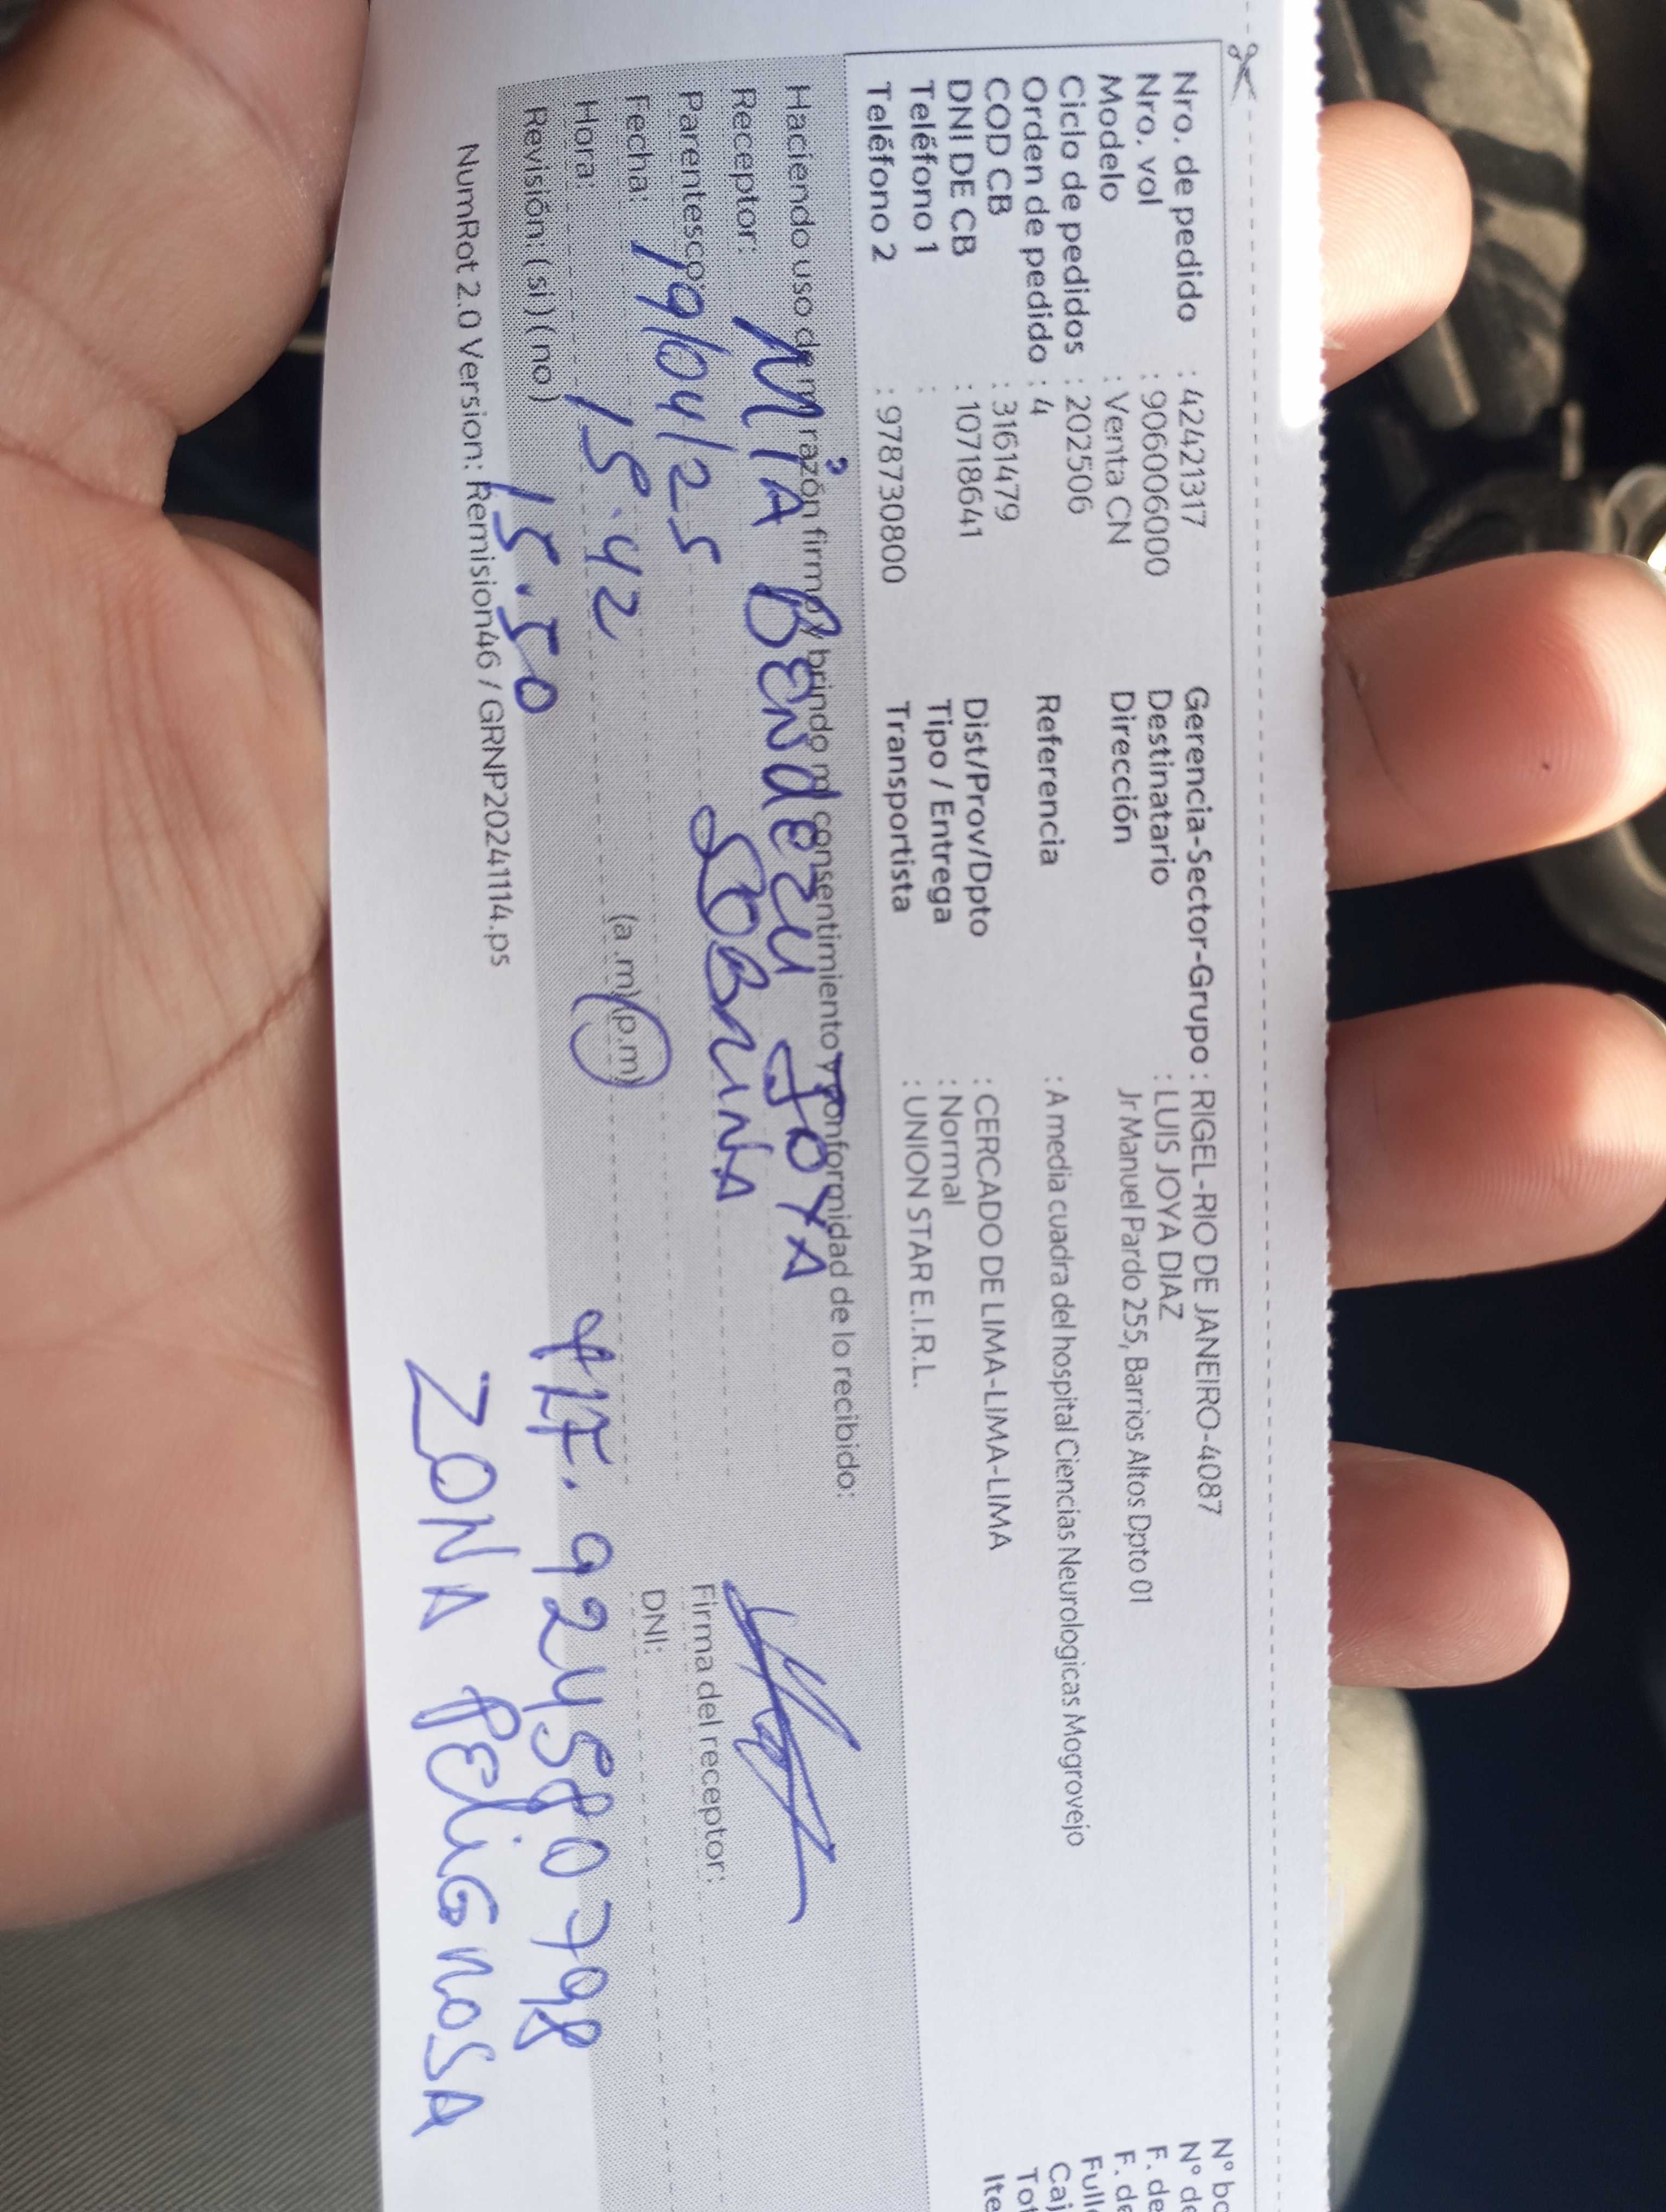 Nro. de pedido : 42421317
Nro. vol : 9060006000
Modelo : Venta CN
Ciclo de pedidos : 202506
Orden de pedido : 4
COD CB : 3161479
DNI DE CB : 10718641
Teléfono 1 :
Teléfono 2 : 978730800
Gerencia-Sector-Grupo : RIGEL-RIO DE JANEIRO-4087
Destinatario : LUIS JOYA DIAZ
Dirección Jr Manuel Pardo 255, Barrios Altos Dpto 01
Referencia : A media cuadra del hospital Ciencias Neurologicas Mogrovejo
Dist/Prov/Dpto : CERCADO DE LIMA-LIMA-LIMA
Tipo / Entrega : Normal
Transportista : UNION STAR E.I.R.L.
Nº
Nº
F. de
F. de
Haciendo uso de mi razón firmo y brindo mi consentimiento y conformidad de lo recibido:
Receptor: MIA BENdEZU JOYA
Parentesco: SOBRINA
Firma del receptor:
Fecha: 19/04/25
DNI:
Hora: 15:42 (a.m) (p.m)
Revisión: (si) (no) 15.50
924580798
NumRot 2.0 Version: Remision46 / GRNP20241114.ps
ZONA PELIGROSA